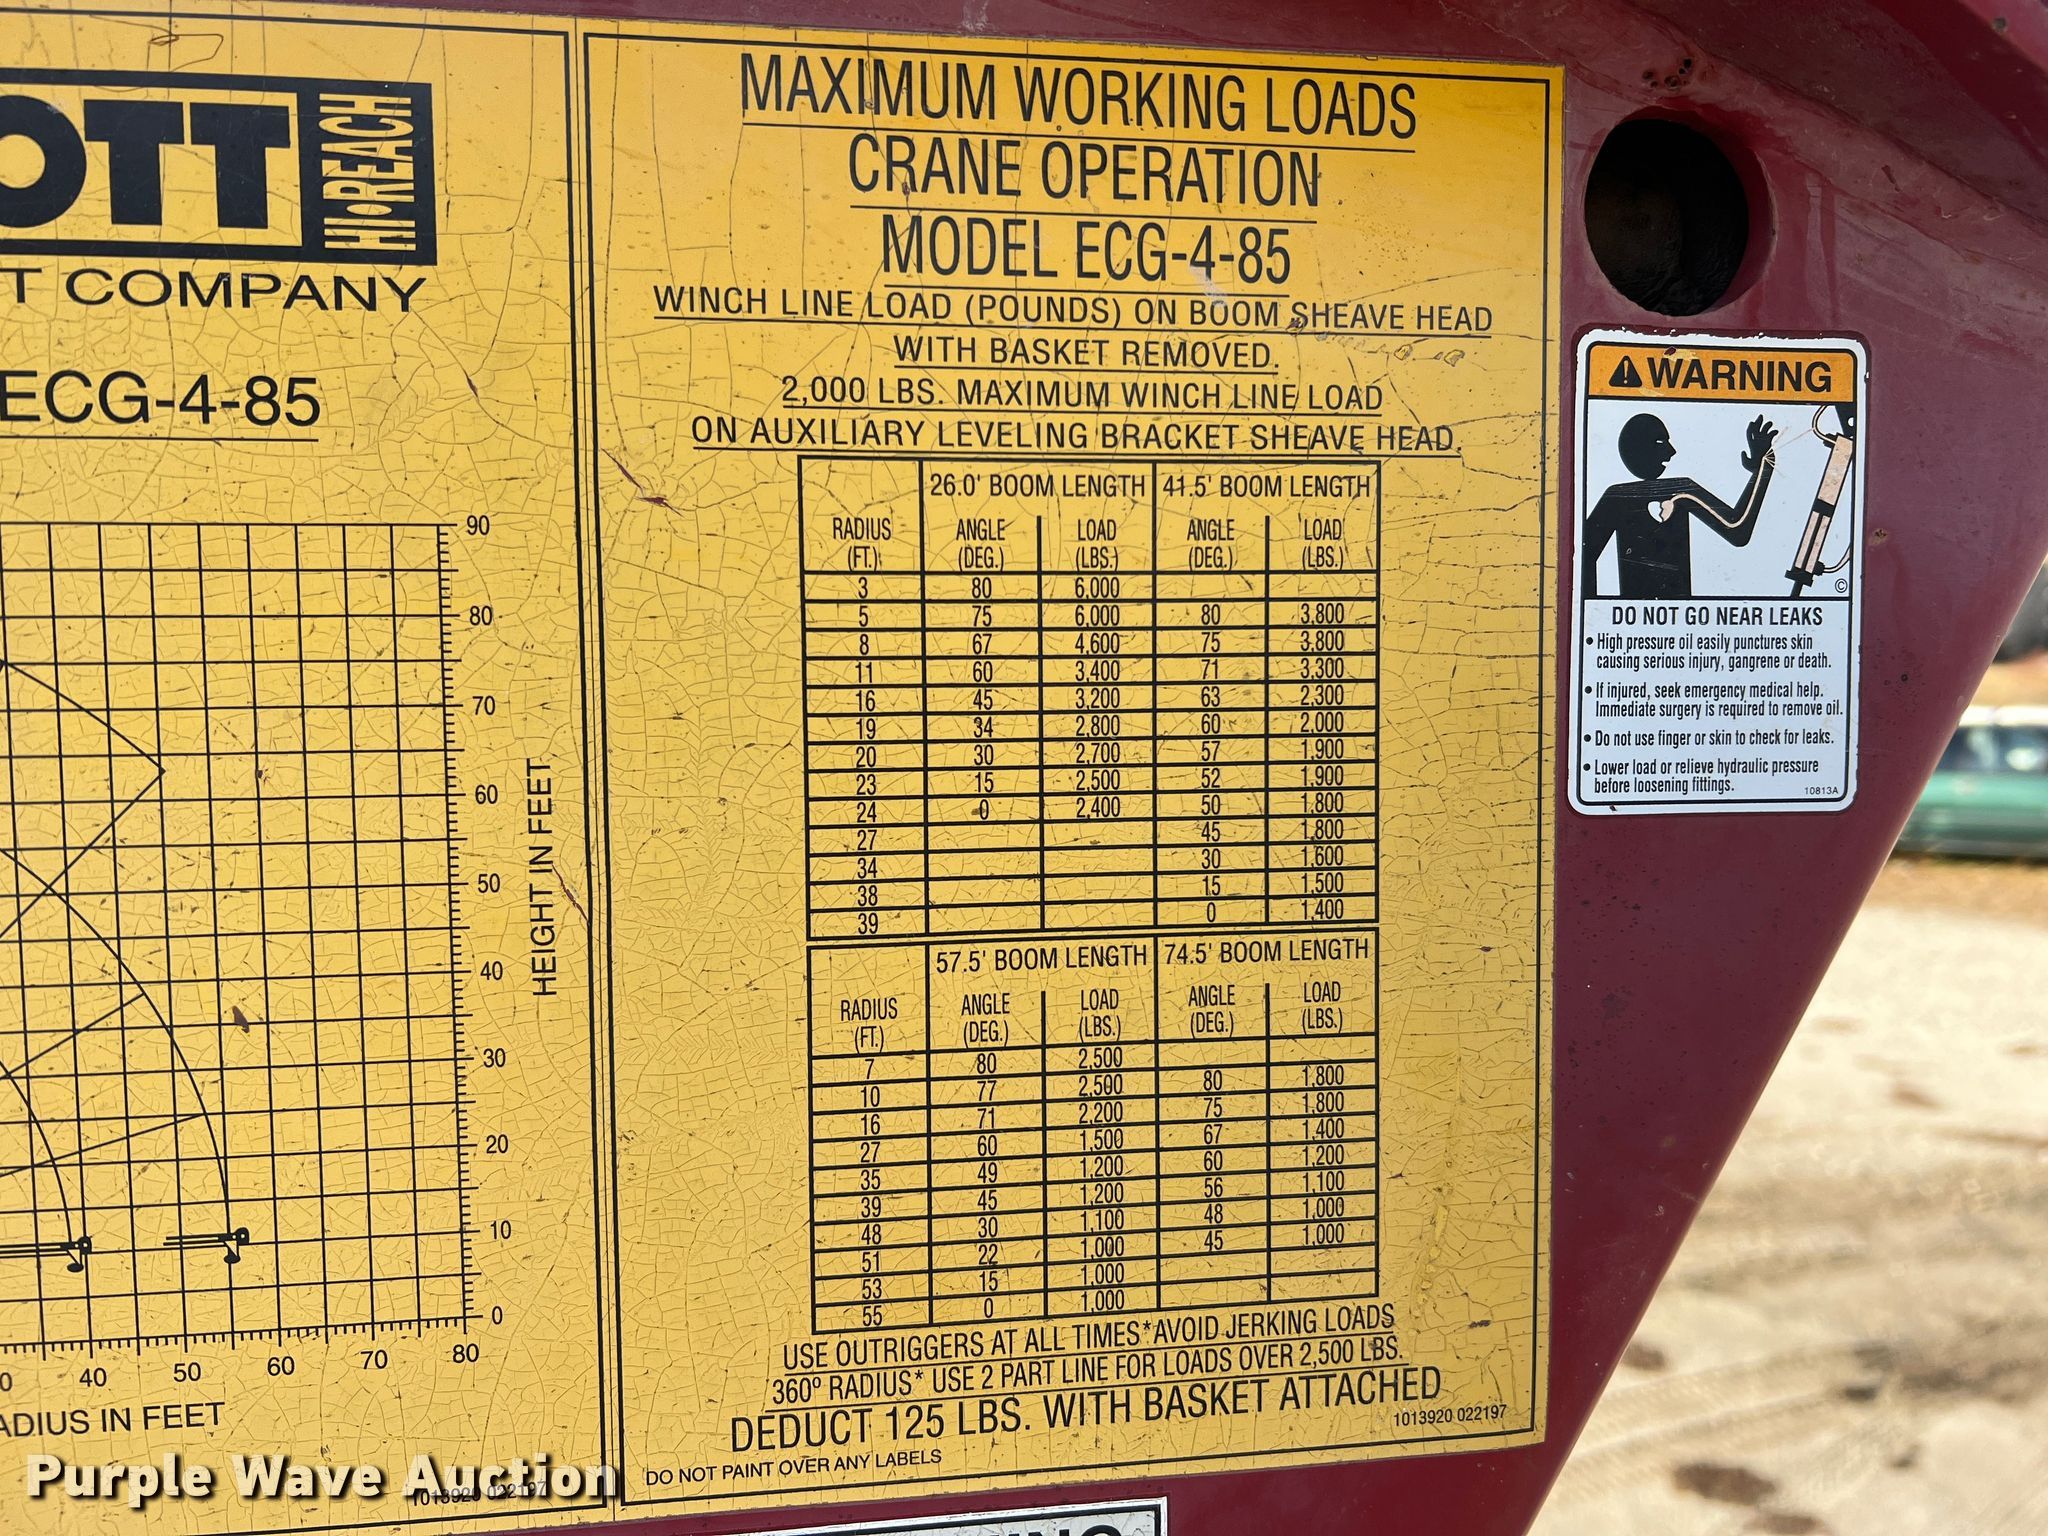 OTT
HI•REACH
T COMPANY
ECG-4-85
90
80
70
60
50
40
30
20
10
0
HEIGHT IN FEET
0 40 50 60 70 80
ADIUS IN FEET
MAXIMUM WORKING LOADS
CRANE OPERATION
MODEL ECG-4-85
WINCH LINE LOAD (POUNDS) ON BOOM SHEAVE HEAD
WITH BASKET REMOVED.
2,000 LBS. MAXIMUM WINCH LINE LOAD
ON AUXILIARY LEVELING BRACKET SHEAVE HEAD.
26.0' BOOM LENGTH 41.5' BOOM LENGTH
RADIUS ANGLE LOAD ANGLE LOAD
(FT.) (DEG.) (LBS.) (DEG.) (LBS.)
3 80 6,000
5 75 6,000 80 3,800
8 67 4,600 75 3,800
11 60 3,400 71 3,300
16 45 3,200 63 2,300
19 34 2,800 60 2,000
20 30 2,700 57 1,900
23 15 2,500 52 1,900
24 0 2,400 50 1,800
27 45 1,800
34 30 1,600
38 15 1,500
39 0 1,400
57.5' BOOM LENGTH 74.5' BOOM LENGTH
RADIUS ANGLE LOAD ANGLE LOAD
(FT.) (DEG.) (LBS.) (DEG.) (LBS.)
7 80 2,500
10 77 2,500 80 1,800
16 71 2,200 75 1,800
27 60 1,500 67 1,400
35 49 1,200 60 1,200
39 45 1,200 56 1,100
48 30 1,100 48 1,000
51 22 1,000 45 1,000
53 15 1,000
55 0 1,000
USE OUTRIGGERS AT ALL TIMES*AVOID JERKING LOADS
360º RADIUS* USE 2 PART LINE FOR LOADS OVER 2,500 LBS.
DEDUCT 125 LBS. WITH BASKET ATTACHED
1013920 022197
DO NOT PAINT OVER ANY LABELS
1013920 022197
Purple Wave Auction
WARNING
©
DO NOT GO NEAR LEAKS
• High pressure oil easily punctures skin
causing serious injury, gangrene or death.
• If injured, seek emergency medical help.
Immediate surgery is required to remove oil.
• Do not use finger or skin to check for leaks.
• Lower load or relieve hydraulic pressure
before loosening fittings.
10813A